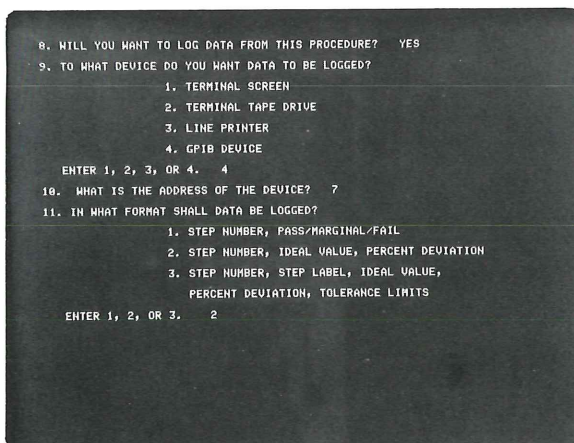 8. WILL YOU WANT TO LOG DATA FROM THIS PROCEDURE? YES
9. TO WHAT DEVICE DO YOU WANT DATA TO BE LOGGED?
1. TERMINAL SCREEN
2. TERMINAL TAPE DRIVE
3. LINE PRINTER
4. GPIB DEVICE
ENTER 1, 2, 3, OR 4. 4
10. WHAT IS THE ADDRESS OF THE DEVICE? 7
11. IN WHAT FORMAT SHALL DATA BE LOGGED?
1. STEP NUMBER, PASS/MARGINAL/FAIL
2. STEP NUMBER, IDEAL VALUE, PERCENT DEVIATION
3. STEP NUMBER, STEP LABEL, IDEAL VALUE,
PERCENT DEVIATION, TOLERANCE LIMITS
ENTER 1, 2, OR 3. 2